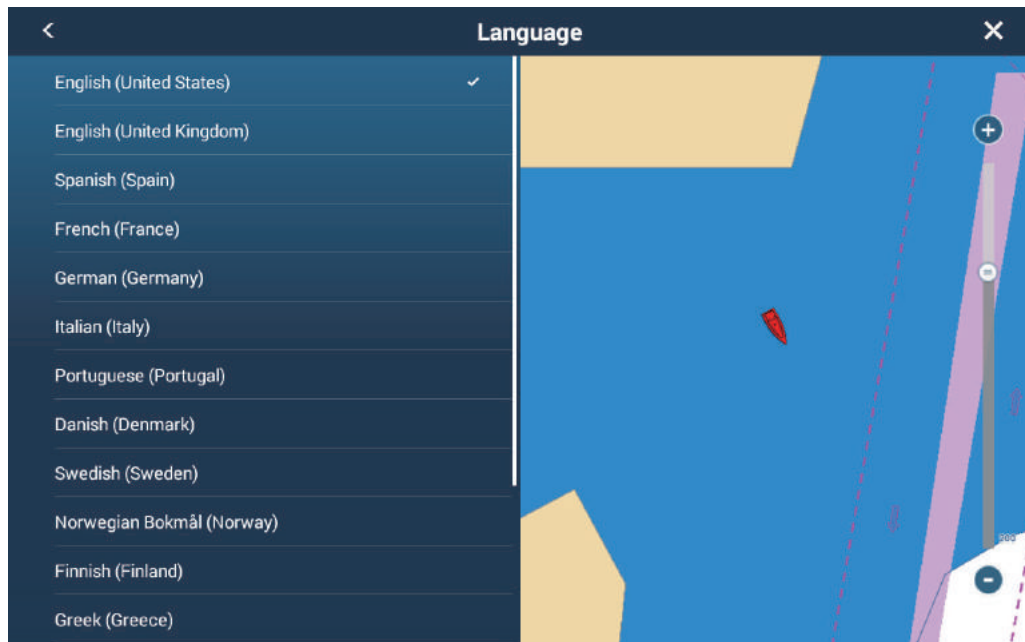 Language
English (United States)
English (United Kingdom)
Spanish (Spain)
French (France)
German (Germany)
Italian (Italy)
Portuguese (Portugal)
Danish (Denmark)
Swedish (Sweden)
Norwegian Bokmål (Norway)
Finnish (Finland)
Greek (Greece)